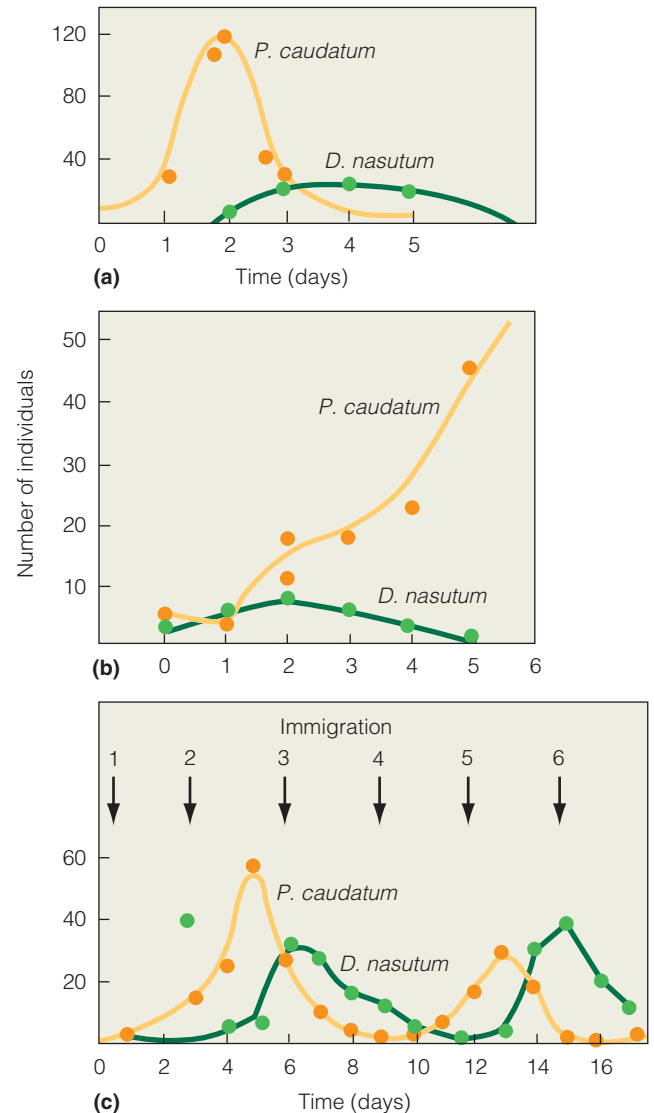 120
P. caudatum
80
D. nasutum
40
0 1 2 3 4 5
(a) Time (days)
Number of individuals
50
P. caudatum
40
30
20
D. nasutum
10
0 1 2 3 4 5 6
(b)
Immigration
1 2 3 4 5 6
60
P. caudatum
40
D. nasutum
20
0 2 4 6 8 10 12 14 16
(c) Time (days)